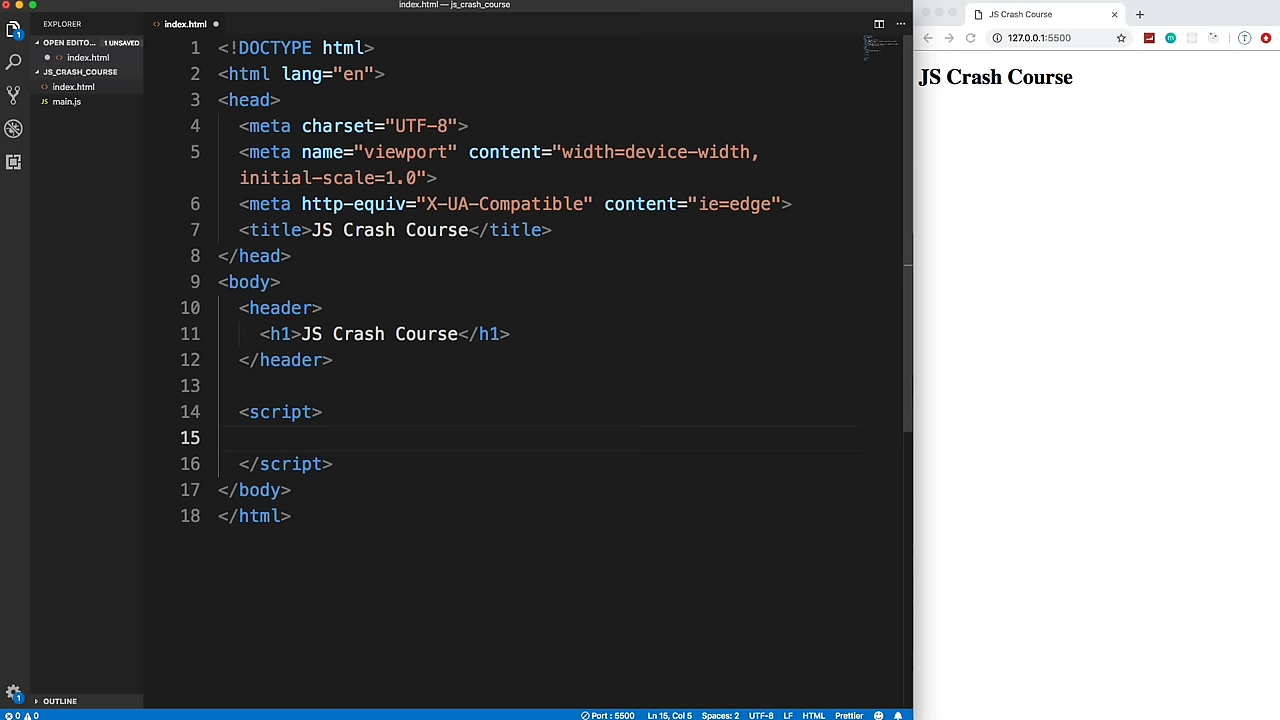 index.html — js_crash_course
EXPLORER
OPEN EDITO... 1 UNSAVED
index.html
JS_CRASH_COURSE
index.html
main.js
OUTLINE
1
1
index.html
1 <!DOCTYPE html>
2 <html lang="en">
3 <head>
4 <meta charset="UTF-8">
5 <meta name="viewport" content="width=device-width,
initial-scale=1.0">
6 <meta http-equiv="X-UA-Compatible" content="ie=edge">
7 <title>JS Crash Course</title>
8 </head>
9 <body>
10 <header>
11 <h1>JS Crash Course</h1>
12 </header>
13
14 <script>
15
16 </script>
17 </body>
18 </html>
0 0 Port : 5500 Ln 15, Col 5 Spaces: 2 UTF-8 LF HTML Prettier
JS Crash Course
127.0.0.1:5500
JS Crash Course